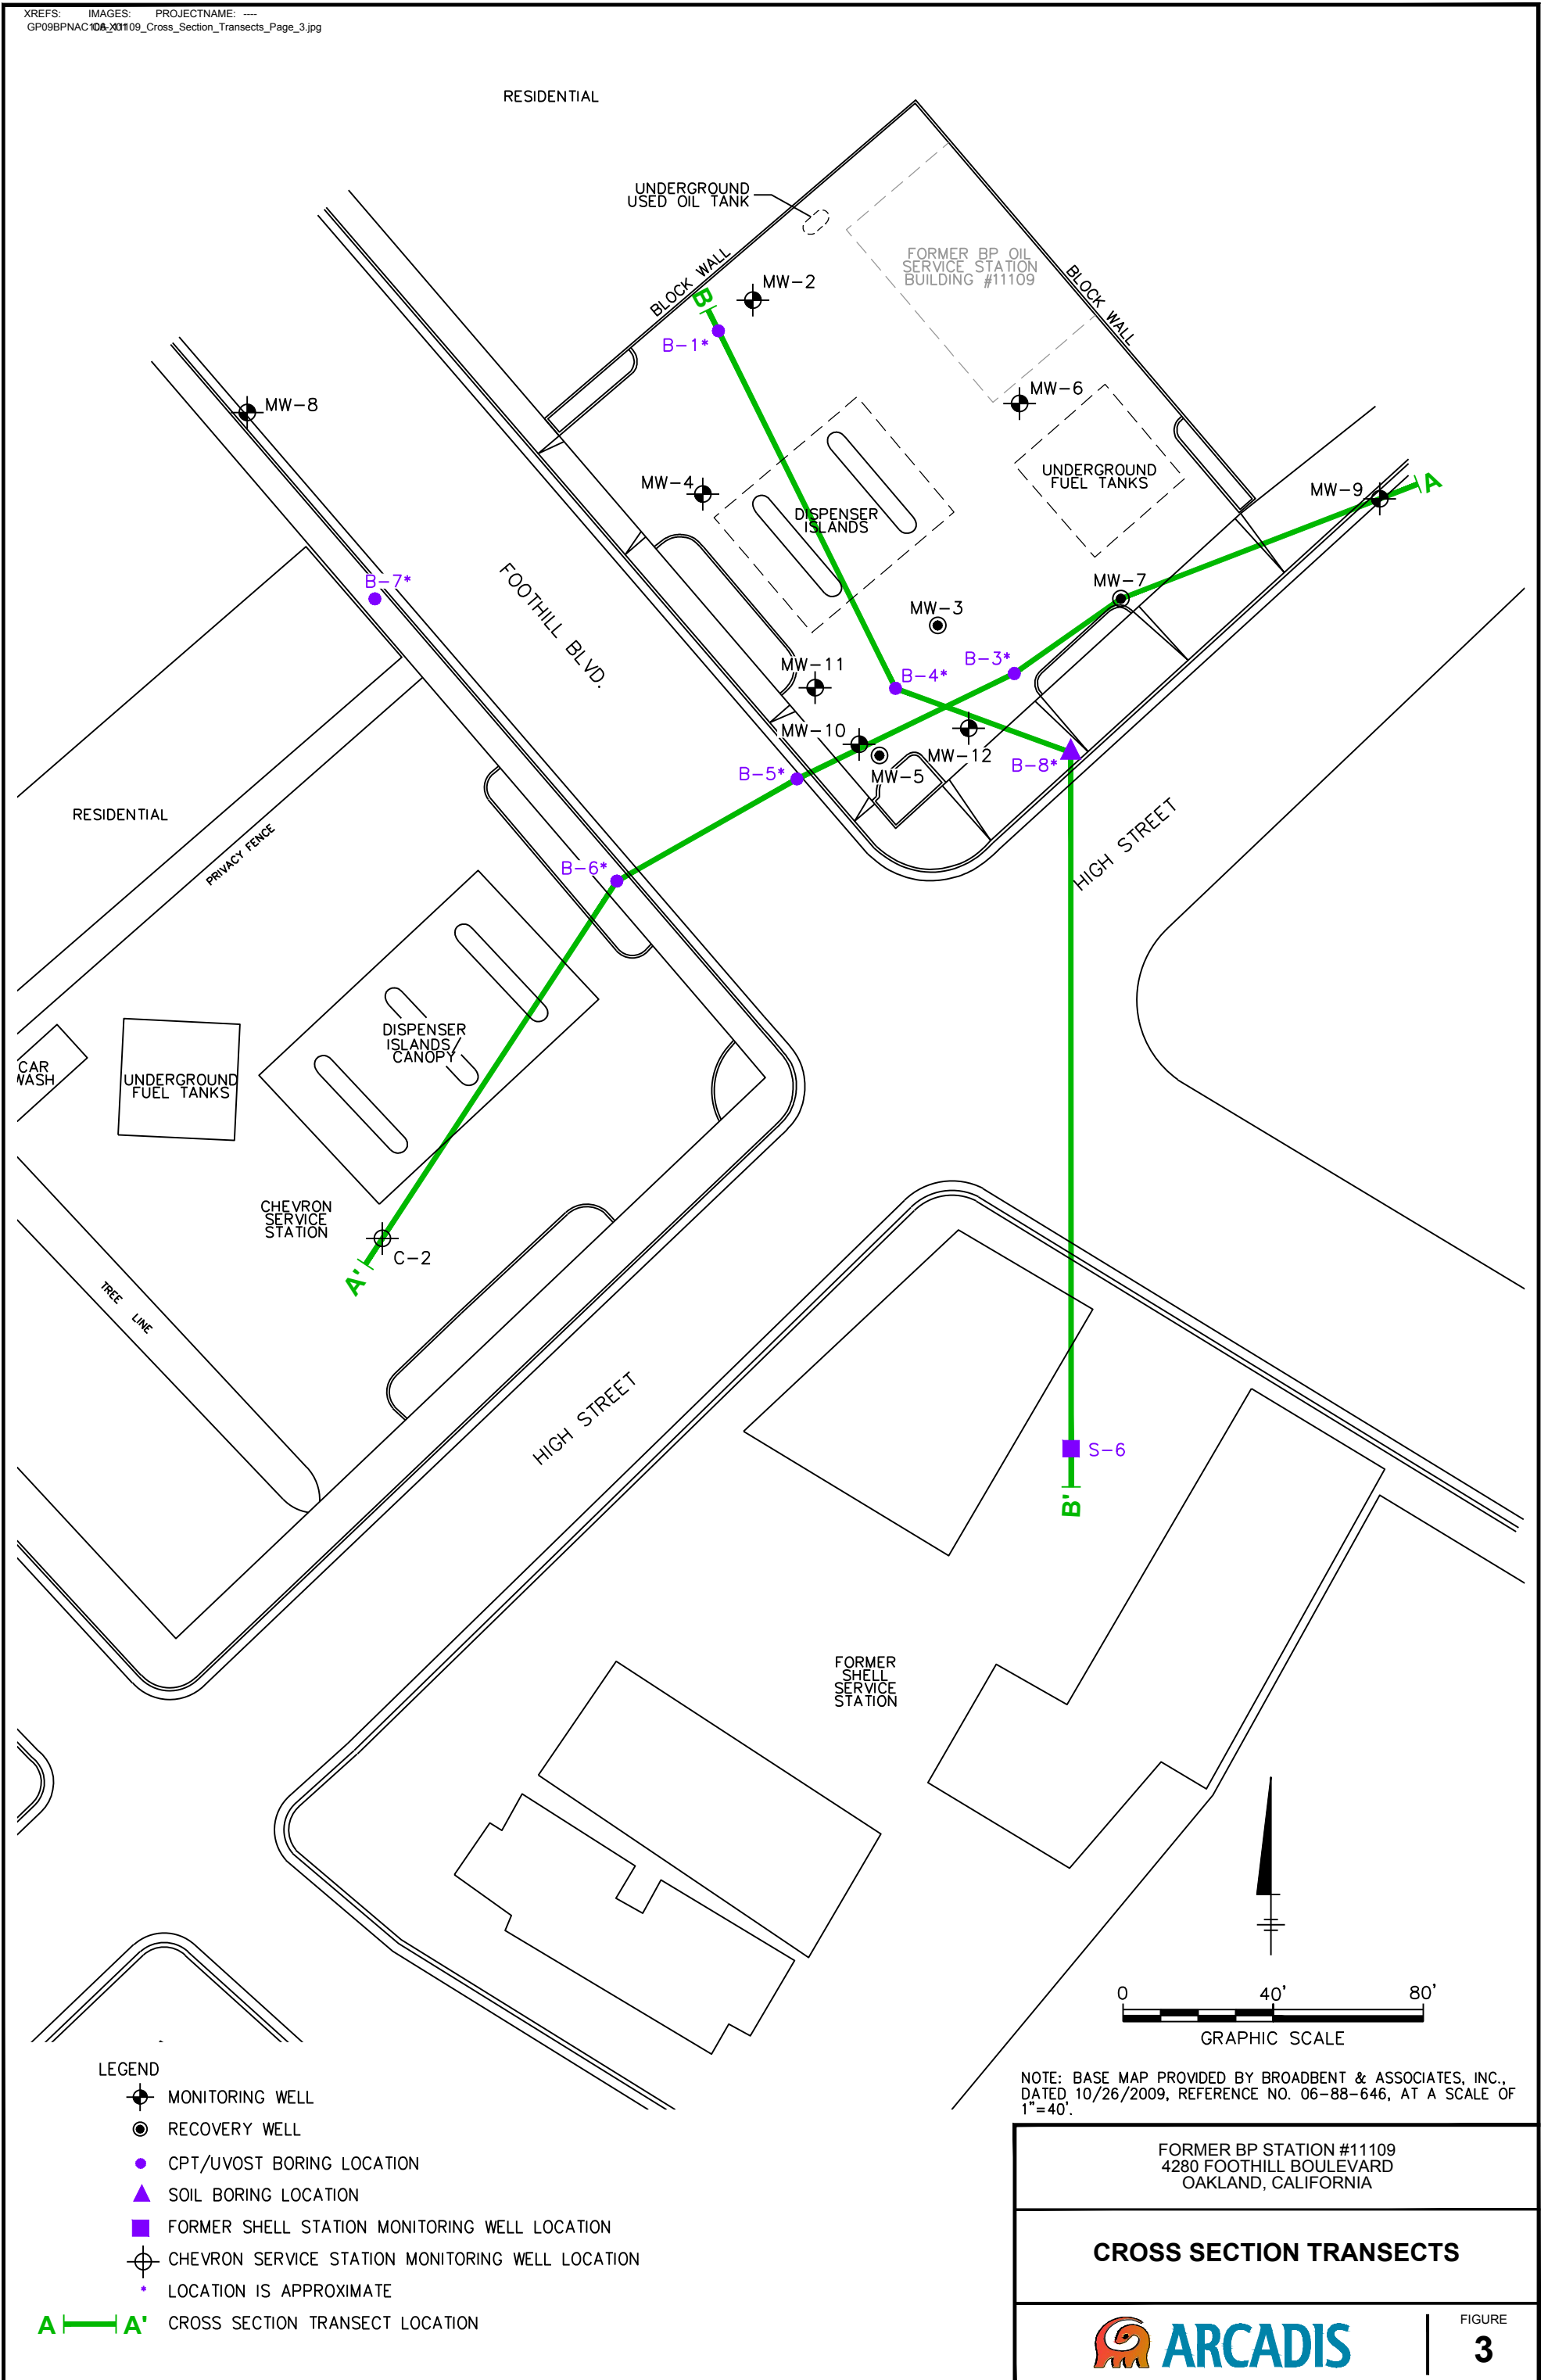 XREFS: IMAGES: PROJECTNAME: ----
GP09BPNAC109_Cross_Section_Transects_Page_3.jpg
RESIDENTIAL
UNDERGROUND
USED OIL TANK
FORMER BP OIL
SERVICE STATION
BUILDING #11109
BLOCK WALL
BLOCK WALL
B
MW-2
B-1*
MW-6
MW-8
MW-4
UNDERGROUND
FUEL TANKS
MW-9
A
DISPENSER
ISLANDS
B-7*
FOOTHILL BLVD.
MW-7
MW-3
MW-11
B-3*
B-4*
MW-10
MW-12
B-8*
MW-5
B-5*
RESIDENTIAL
PRIVACY FENCE
HIGH STREET
B-6*
DISPENSER
ISLANDS/
CANOPY
CAR
WASH
UNDERGROUND
FUEL TANKS
CHEVRON
SERVICE
STATION
C-2
A'
TREE LINE
HIGH STREET
S-6
B'
FORMER
SHELL
SERVICE
STATION
0 40' 80'
GRAPHIC SCALE
LEGEND
MONITORING WELL
RECOVERY WELL
CPT/UVOST BORING LOCATION
SOIL BORING LOCATION
FORMER SHELL STATION MONITORING WELL LOCATION
CHEVRON SERVICE STATION MONITORING WELL LOCATION
* LOCATION IS APPROXIMATE
A A' CROSS SECTION TRANSECT LOCATION
NOTE: BASE MAP PROVIDED BY BROADBENT & ASSOCIATES, INC.,
DATED 10/26/2009, REFERENCE NO. 06-88-646, AT A SCALE OF
1"=40'.
FORMER BP STATION #11109
4280 FOOTHILL BOULEVARD
OAKLAND, CALIFORNIA
CROSS SECTION TRANSECTS
ARCADIS
FIGURE
3